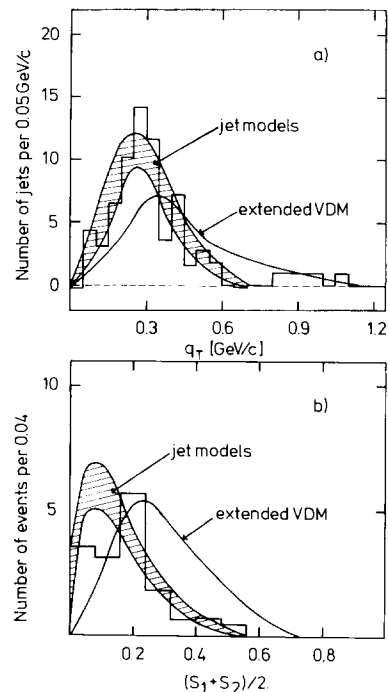 20
a)
Number of jets per 0.05 GeV/c
15
jet models
10
extended VDM
5
0
0.3 0.6 0.9 1.2
q_T [GeV/c]
10
b)
Number of events per 0.04
jet models
extended VDM
5
0 0.2 0.4 0.6 0.8
(S_1+S_2)/2.